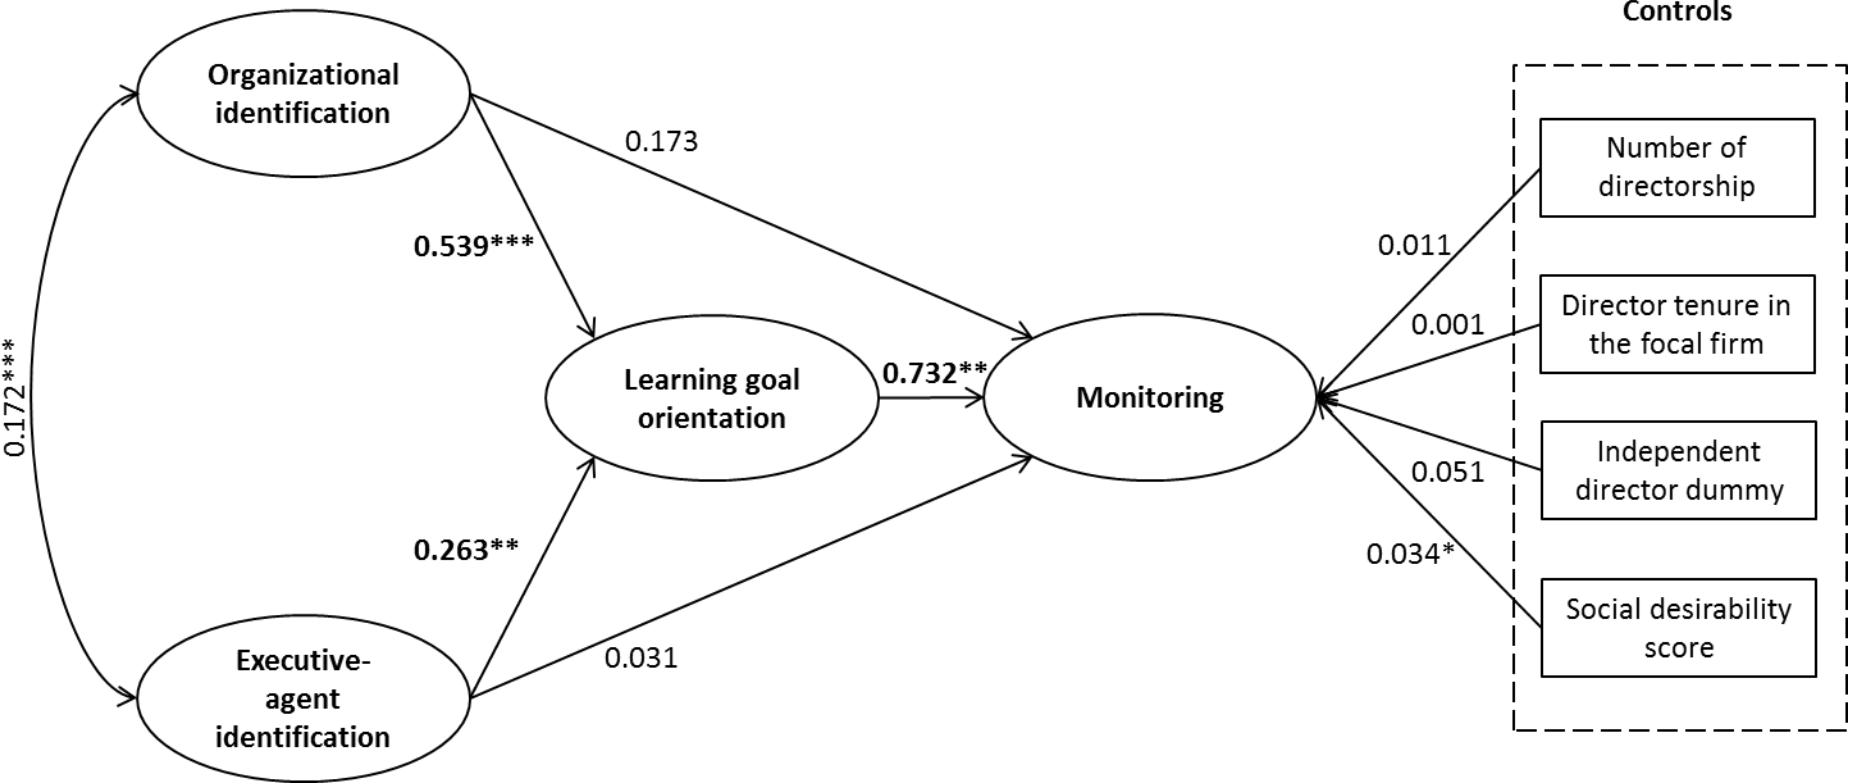 Controls
Organizational
identification
0.173
Number of
directorship
0.539***
0.011
Director tenure in
the focal firm
0.001
0.172***
Learning goal
orientation
0.732**
Monitoring
Independent
director dummy
0.051
0.263**
0.034*
Social desirability
score
0.031
Executive-
agent
identification